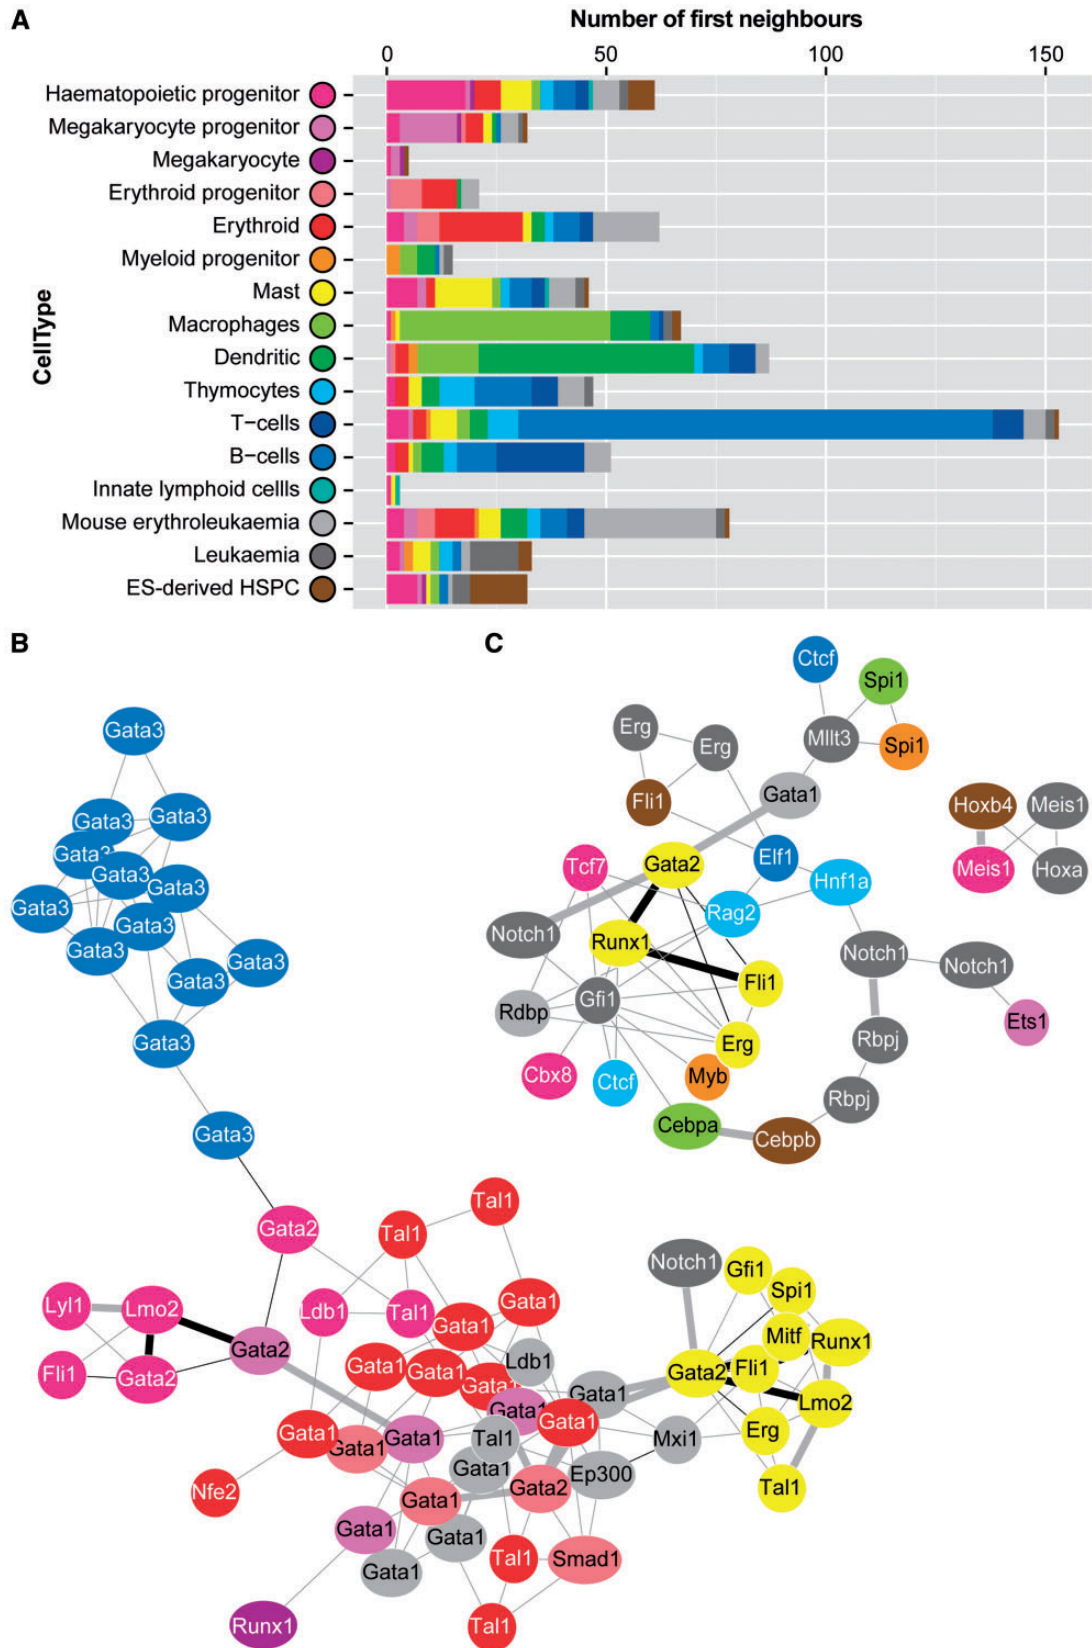 A
Number of first neighbours
0 50 100 150
CellType
Haematopoietic progenitor
Megakaryocyte progenitor
Megakaryocyte
Erythroid progenitor
Erythroid
Myeloid progenitor
Mast
Macrophages
Dendritic
Thymocytes
T−cells
B−cells
Innate lymphoid cellls
Mouse erythroleukaemia
Leukaemia
ES-derived HSPC
B
Gata3
Gata3
Gata3
Gata3
Gata3
Gata3
Gata3
Gata3
Gata3
Gata3
Gata3
Gata3
Gata3
Gata2
Lyl1
Lmo2
Fli1
Gata2
Gata2
Tal1
Tal1
Ldb1
Tal1
Gata1
Gata1
Gata1
Gata1
Gata1
Ldb1
Gata1
Gata1
Gata1
Gata1
Gata1
Gata1
Tal1
Gata1
Nfe2
Gata1
Gata2
Ep300
Mxi1
Gata1
Gata1
Gata1
Tal1
Smad1
Runx1
Tal1
Notch1
Gfi1
Spi1
Mitf
Runx1
Gata2
Fli1
Lmo2
Erg
Tal1
C
Ctcf
Spi1
Erg
Erg
Mllt3
Spi1
Fli1
Gata1
Hoxb4
Meis1
Tcf7
Gata2
Elf1
Hnf1a
Meis1
Hoxa
Rag2
Notch1
Runx1
Notch1
Notch1
Fli1
Rdbp
Gfi1
Ets1
Erg
Rbpj
Cbx8
Ctcf
Myb
Rbpj
Cebpa
Cebpb